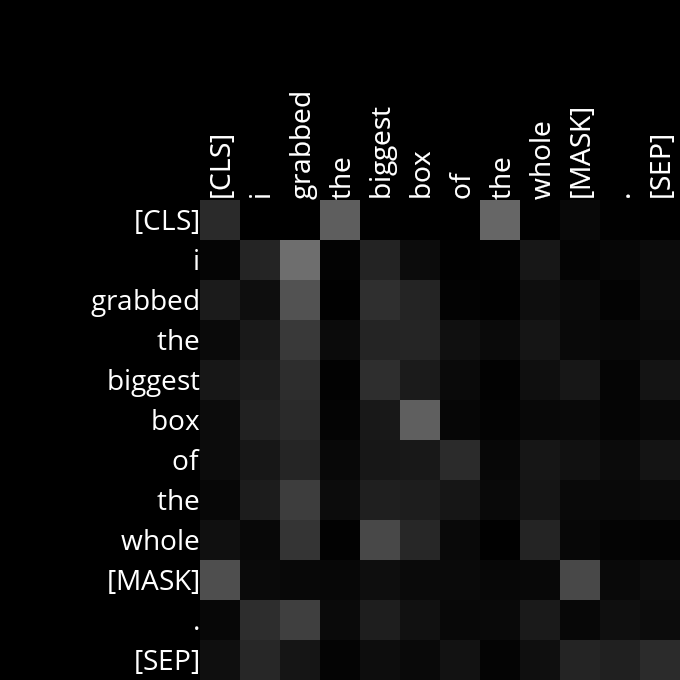 [CLS] i grabbed the biggest box of the whole [MASK] . [SEP]
[CLS]
i
grabbed
the
biggest
box
of
the
whole
[MASK]
.
[SEP]